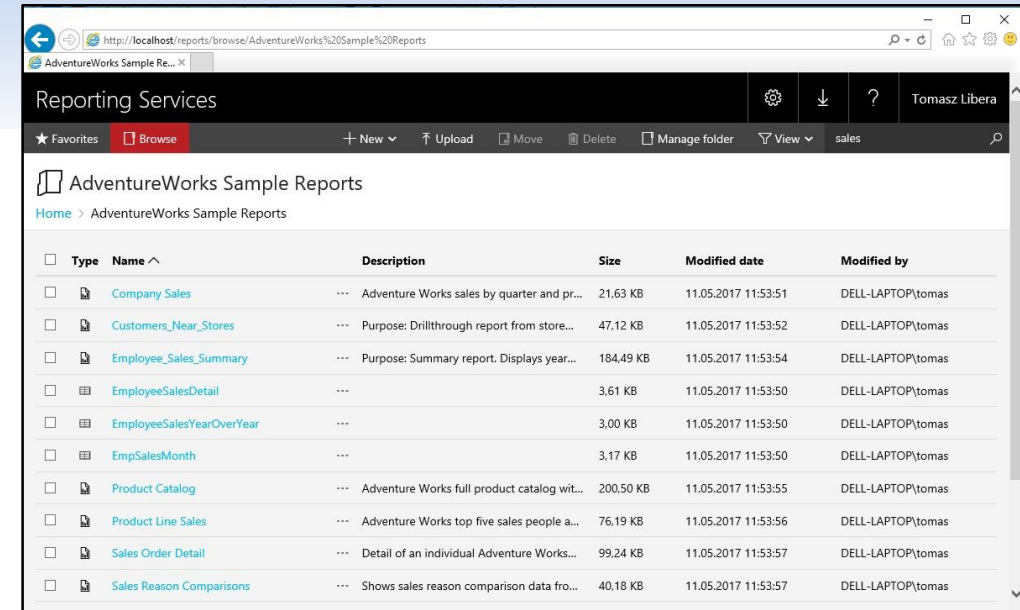 http://localhost/reports/browse/AdventureWorks%20Sample%20Reports
AdventureWorks Sample Re...
Reporting Services
? Tomasz Libera
Favorites Browse New Upload Move Delete Manage folder View sales
AdventureWorks Sample Reports
Home > AdventureWorks Sample Reports
Type Name Description Size Modified date Modified by
Company Sales ... Adventure Works sales by quarter and pr... 21,63 KB 11.05.2017 11:53:51 DELL-LAPTOP\tomas
Customers_Near_Stores ... Purpose: Drillthrough report from store... 47,12 KB 11.05.2017 11:53:52 DELL-LAPTOP\tomas
Employee_Sales_Summary ... Purpose: Summary report. Displays year... 184,49 KB 11.05.2017 11:53:54 DELL-LAPTOP\tomas
EmployeeSalesDetail ... 3,61 KB 11.05.2017 11:53:50 DELL-LAPTOP\tomas
EmployeeSalesYearOverYear ... 3,00 KB 11.05.2017 11:53:50 DELL-LAPTOP\tomas
EmpSalesMonth ... 3,17 KB 11.05.2017 11:53:50 DELL-LAPTOP\tomas
Product Catalog ... Adventure Works full product catalog wit... 200,50 KB 11.05.2017 11:53:55 DELL-LAPTOP\tomas
Product Line Sales ... Adventure Works top five sales people a... 76,19 KB 11.05.2017 11:53:56 DELL-LAPTOP\tomas
Sales Order Detail ... Detail of an individual Adventure Works... 99,24 KB 11.05.2017 11:53:57 DELL-LAPTOP\tomas
Sales Reason Comparisons ... Shows sales reason comparison data fro... 40,18 KB 11.05.2017 11:53:57 DELL-LAPTOP\tomas